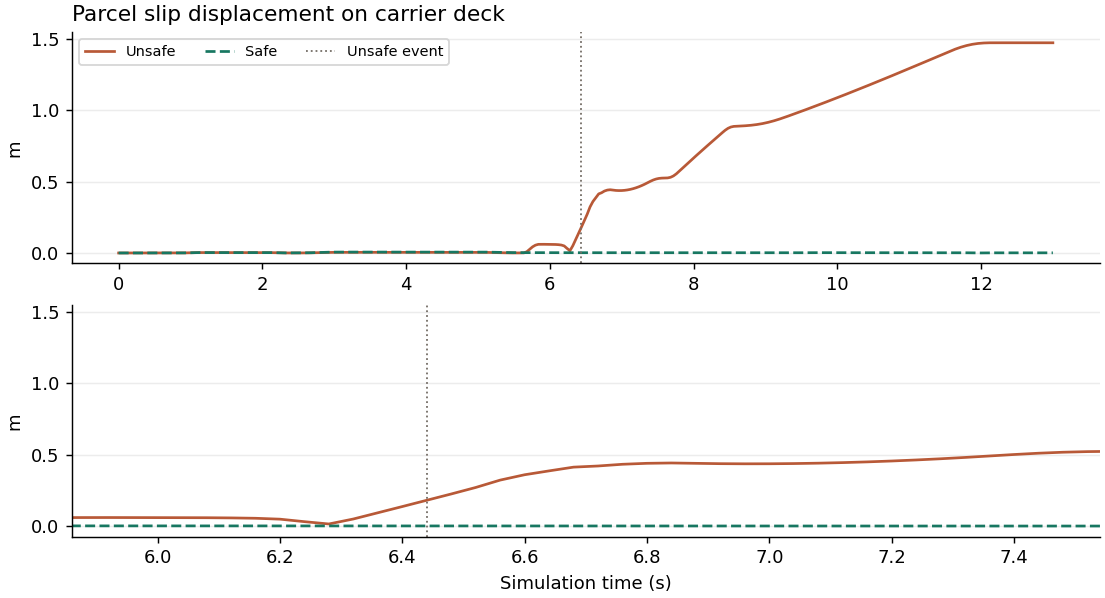 Parcel slip displacement on carrier deck
Unsafe Safe Unsafe event
1.5
1.0
0.5
0.0
m
0 2 4 6 8 10 12
1.5
1.0
0.5
0.0
m
6.0 6.2 6.4 6.6 6.8 7.0 7.2 7.4
Simulation time (s)